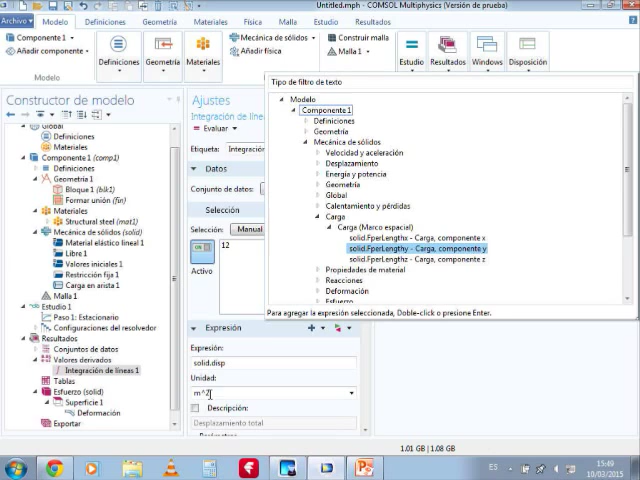 Untitled.mph - COMSOL Multiphysics (Versión de prueba)
Archivo
Modelo
Definiciones
Geometría
Materiales
Física
Malla
Estudio
Resultados
Componente 1
Añadir componente
Modelo
Definiciones
Geometría
Materiales
Mecánica de sólidos
Añadir física
Construir malla
Malla 1
Estudio
Resultados
Windows
Disposición
Constructor de modelo
Global
Definiciones
Materiales
Componente 1 (comp1)
Definiciones
Geometría 1
Bloque 1 (blk1)
Formar unión (fin)
Materiales
Structural steel (mat1)
Mecánica de sólidos (solid)
Material elástico lineal 1
Libre 1
Valores iniciales 1
Restricción fija 1
Carga en arista 1
Malla 1
Estudio 1
Paso 1: Estacionario
Configuraciones del resolvedor
Resultados
Conjuntos de datos
Valores derivados
Integración de líneas 1
Tablas
Esfuerzo (solid)
Superficie 1
Deformación
Exportar
Ajustes
Integración de líne
Evaluar
Etiqueta: Integración
Datos
Conjunto de datos:
Selección
Selección: Manual
12
Activo
Expresión
Expresión:
solid.disp
Unidad:
m^2
Descripción:
Desplazamiento total
Parámetros
Tipo de filtro de texto
Modelo
Componente 1
Definiciones
Geometría
Mecánica de sólidos
Velocidad y aceleración
Desplazamiento
Energía y potencia
Geometría
Global
Calentamiento y pérdidas
Carga
Carga (Marco espacial)
solid.FperLengthx - Carga, componente x
solid.FperLengthy - Carga, componente y
solid.FperLengthz - Carga, componente z
Propiedades de material
Reacciones
Deformación
Esfuerzo
Para agregar la expresión seleccionada, Doble-click o presione Enter.
1.01 GB | 1.08 GB
ES
15:49
10/03/2015